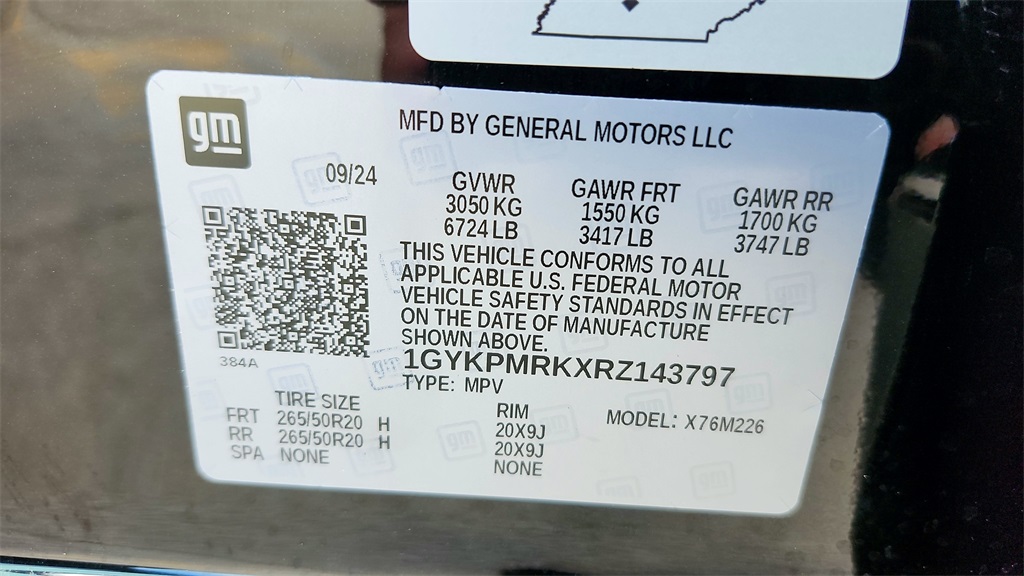 gm
MFD BY GENERAL MOTORS LLC
09/24
GVWR GAWR FRT GAWR RR
3050 KG 1550 KG 1700 KG
6724 LB 3417 LB 3747 LB
THIS VEHICLE CONFORMS TO ALL
APPLICABLE U.S. FEDERAL MOTOR
VEHICLE SAFETY STANDARDS IN EFFECT
ON THE DATE OF MANUFACTURE
SHOWN ABOVE.
384A
1GYKPMRKXRZ143797
TYPE: MPV
TIRE SIZE RIM MODEL: X76M226
FRT 265/50R20 H 20X9J
RR 265/50R20 H 20X9J
SPA NONE NONE